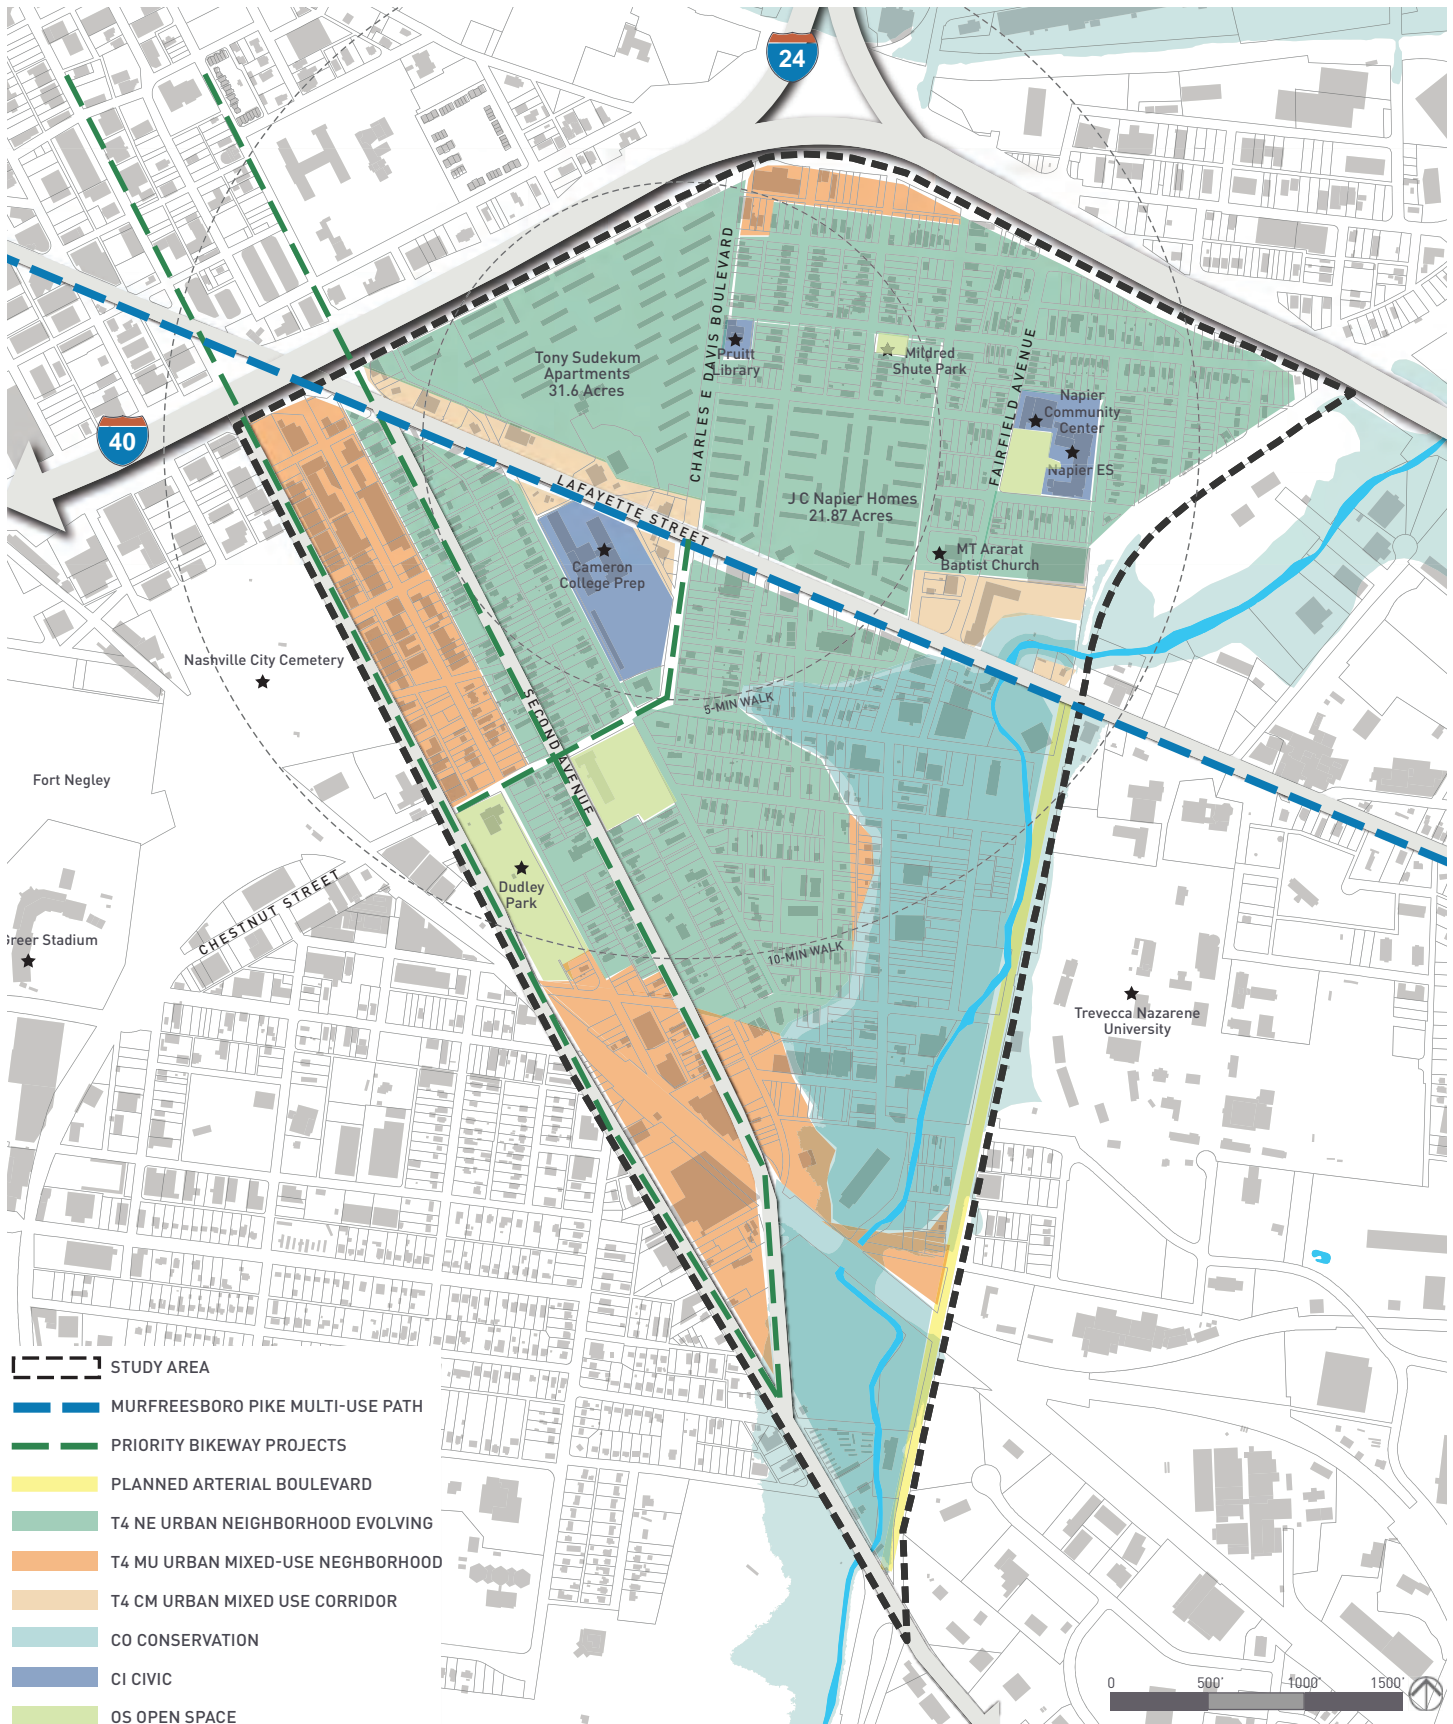 24
40
CHARLES E DAVIS BOULEVARD
Tony Sudekum
Apartments
31.6 Acres
Pruitt
Library
Mildred
Shute Park
FAIRFIELD AVENUE
Napier
Community
Center
Napier ES
LAFAYETTE STREET
J C Napier Homes
21.87 Acres
MT Ararat
Baptist Church
Cameron
College Prep
Nashville City Cemetery
SECOND AVENUE
5-MIN WALK
Fort Negley
Dudley
Park
CHESTNUT STREET
Greer Stadium
10-MIN WALK
Trevecca Nazarene
University
STUDY AREA
MURFREESBORO PIKE MULTI-USE PATH
PRIORITY BIKEWAY PROJECTS
PLANNED ARTERIAL BOULEVARD
T4 NE URBAN NEIGHBORHOOD EVOLVING
T4 MU URBAN MIXED-USE NEGHBORHOOD
T4 CM URBAN MIXED USE CORRIDOR
CO CONSERVATION
CI CIVIC
OS OPEN SPACE
0 500' 1000' 1500'